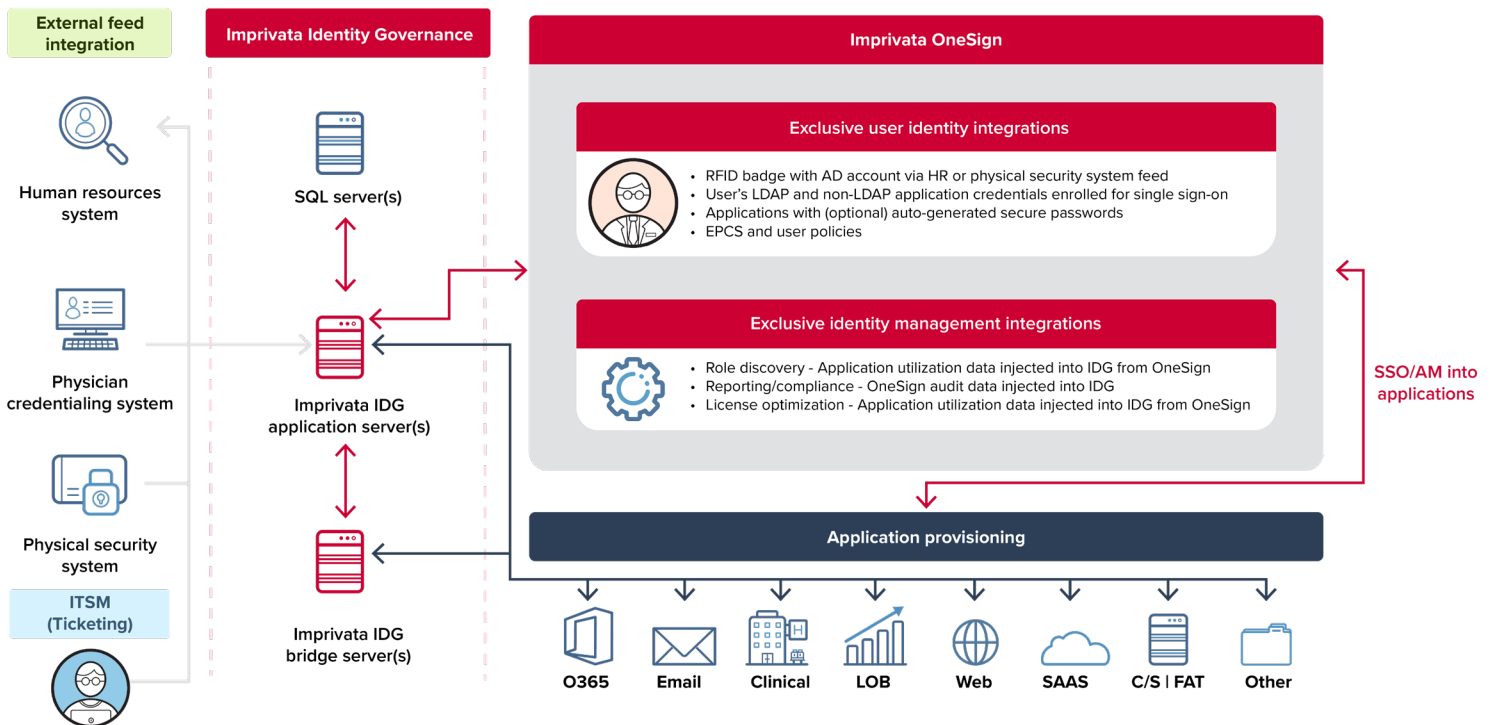 External feed
integration
Human resources
system
Physician
credentialing system
Physical security
system
ITSM
(Ticketing)
Imprivata Identity Governance
SQL server(s)
Imprivata IDG
application server(s)
Imprivata IDG
bridge server(s)
Imprivata OneSign
Exclusive user identity integrations
• RFID badge with AD account via HR or physical security system feed
• User's LDAP and non-LDAP application credentials enrolled for single sign-on
• Applications with (optional) auto-generated secure passwords
• EPCS and user policies
Exclusive identity management integrations
• Role discovery - Application utilization data injected into IDG from OneSign
• Reporting/compliance - OneSign audit data injected into IDG
• License optimization - Application utilization data injected into IDG from OneSign
SSO/AM into
applications
Application provisioning
O365
Email
H
Clinical
LOB
Web
SAAS
C/S | FAT
Other